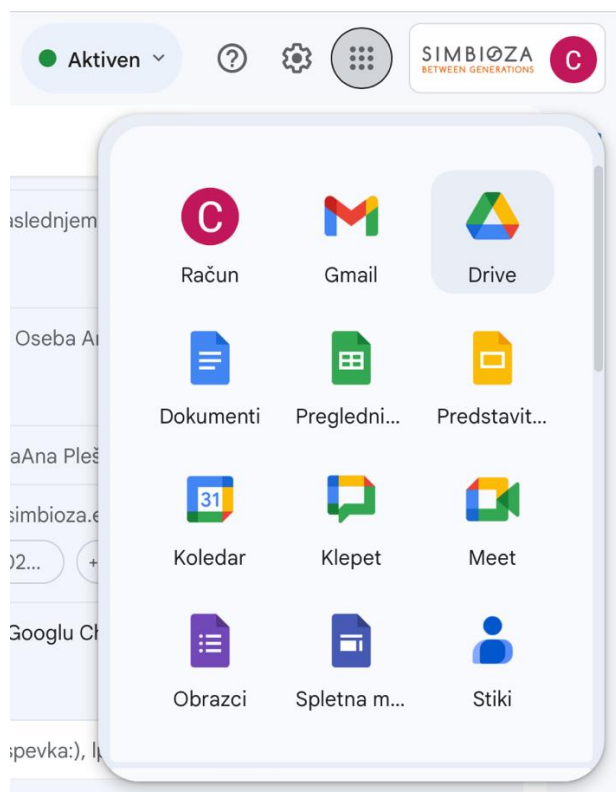 Aktiven
SIMBIOZA
BETWEEN GENERATIONS
C
C
Račun
Gmail
Drive
Dokumenti
Pregledni...
Predstavit...
31
Koledar
Klepet
Meet
Obrazci
Spletna m...
Stiki
aslednjem
Oseba
aAna
simbioza.e
02...
+
Googlu
spevka:),